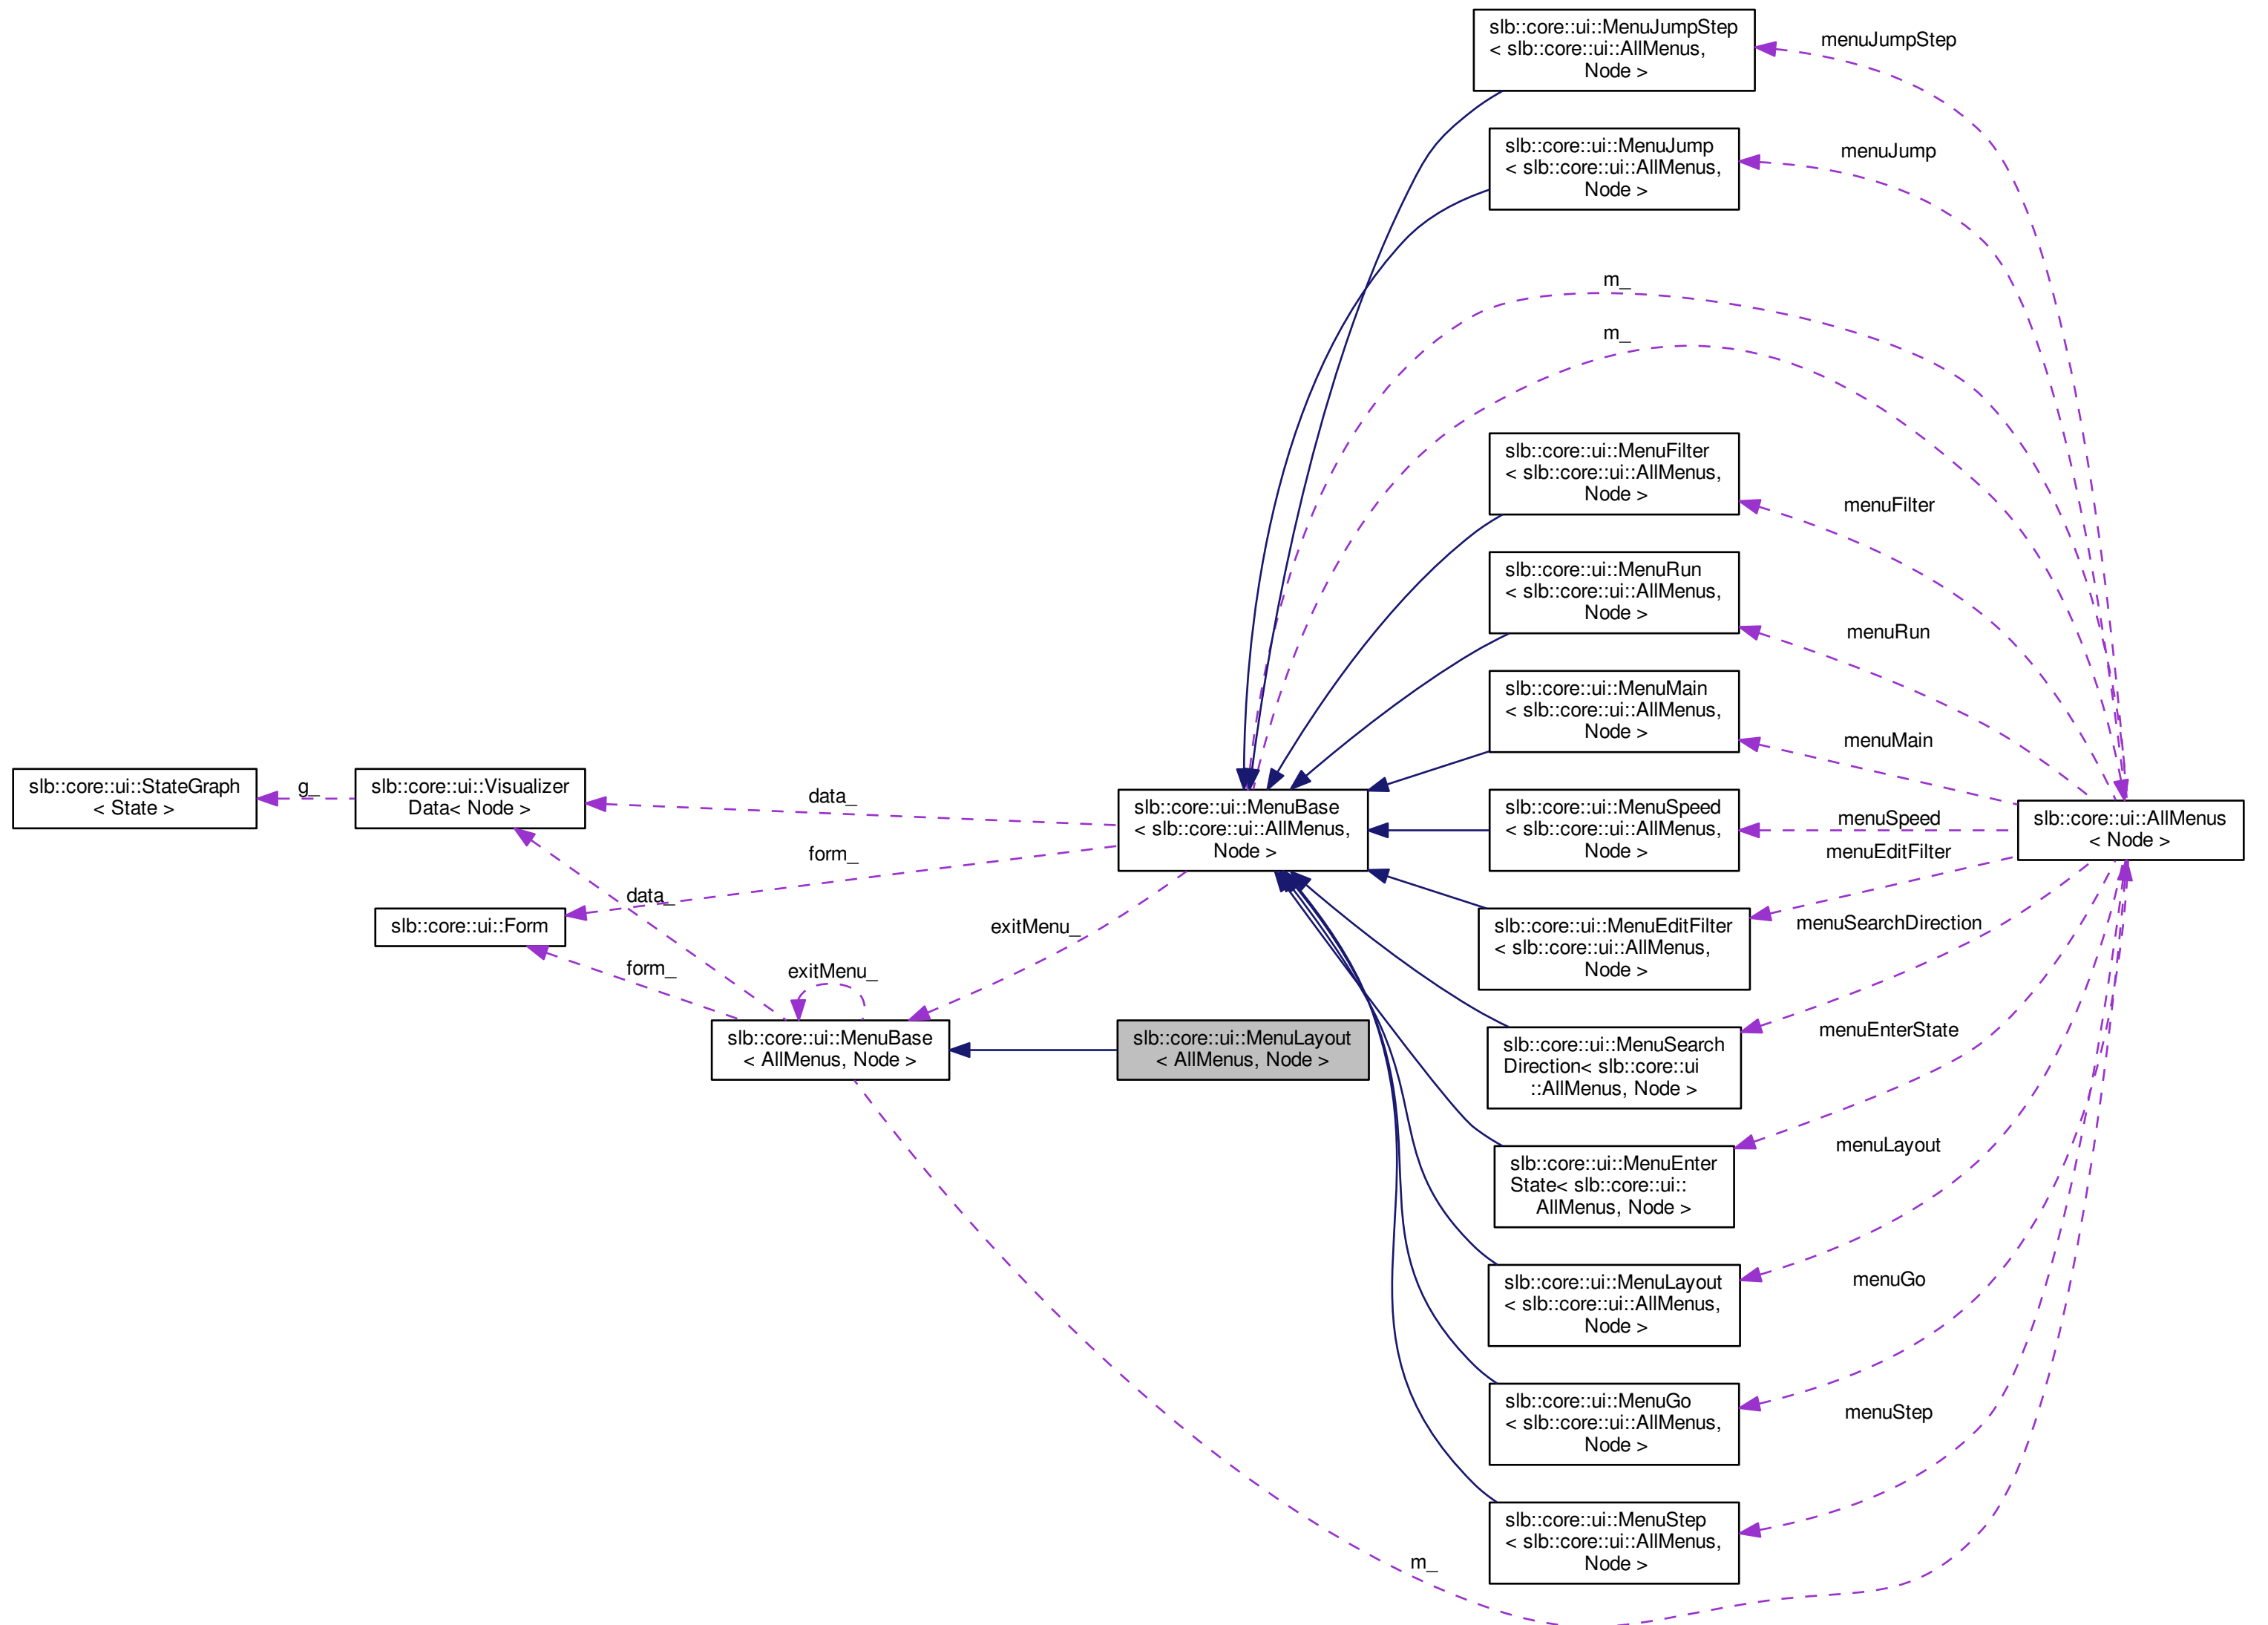 slb::core::ui::MenuJumpStep
< slb::core::ui::AllMenus,
Node >
menuJumpStep
slb::core::ui::MenuJump
< slb::core::ui::AllMenus,
Node >
menuJump
m_
m_
slb::core::ui::MenuFilter
< slb::core::ui::AllMenus,
Node >
menuFilter
slb::core::ui::MenuRun
< slb::core::ui::AllMenus,
Node >
menuRun
slb::core::ui::MenuMain
< slb::core::ui::AllMenus,
Node >
menuMain
slb::core::ui::StateGraph
< State >
g_
slb::core::ui::Visualizer
Data< Node >
data_
slb::core::ui::MenuBase
< slb::core::ui::AllMenus,
Node >
slb::core::ui::MenuSpeed
< slb::core::ui::AllMenus,
Node >
menuSpeed
slb::core::ui::AllMenus
< Node >
menuEditFilter
form_
data_
slb::core::ui::Form
exitMenu_
slb::core::ui::MenuEditFilter
< slb::core::ui::AllMenus,
Node >
menuSearchDirection
form_
exitMenu_
slb::core::ui::MenuBase
< AllMenus, Node >
slb::core::ui::MenuLayout
< AllMenus, Node >
slb::core::ui::MenuSearch
Direction< slb::core::ui
::AllMenus, Node >
menuEnterState
slb::core::ui::MenuEnter
State< slb::core::ui::
AllMenus, Node >
menuLayout
slb::core::ui::MenuLayout
< slb::core::ui::AllMenus,
Node >
menuGo
slb::core::ui::MenuGo
< slb::core::ui::AllMenus,
Node >
menuStep
slb::core::ui::MenuStep
< slb::core::ui::AllMenus,
Node >
m_